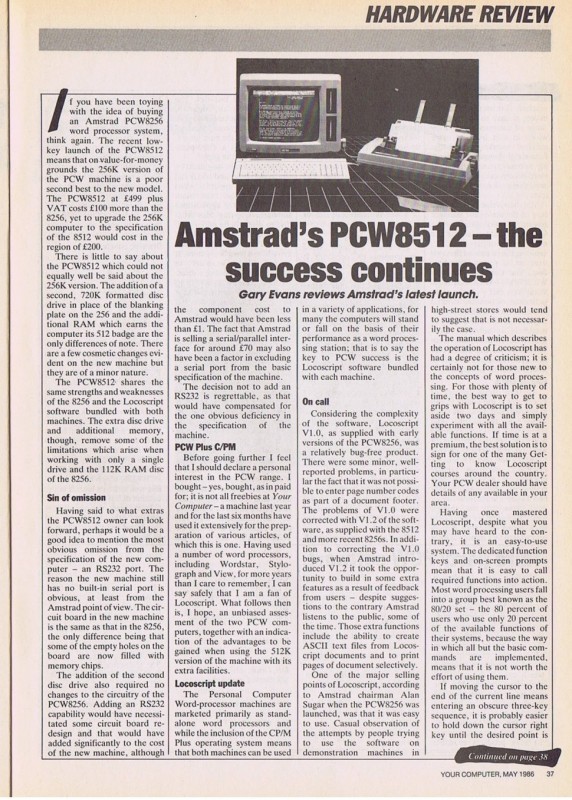 HARDWARE REVIEW
Amstrad's PCW8512 – the
success continues
Gary Evans reviews Amstrad's latest launch.
If you have been toying
with the idea of buying
an Amstrad PCW8256
word processor system,
think again. The recent low-
key launch of the PCW8512
means that on value-for-money
grounds the 256K version of
the PCW machine is a poor
second best to the new model.
The PCW8512 at £499 plus
VAT costs £100 more than the
8256, yet to upgrade the 256K
computer to the specification
of the 8512 would cost in the
region of £200.
There is little to say about
the PCW8512 which could not
equally well be said about the
256K version. The addition of a
second, 720K formatted disc
drive in place of the blanking
plate on the 256 and the addi-
tional RAM which earns the
computer its 512 badge are the
only differences of note. There
are a few cosmetic changes evi-
dent on the new machine but
they are of a minor nature.
The PCW8512 shares the
same strengths and weaknesses
of the 8256 and the Locoscript
software bundled with both
machines. The extra disc drive
and additional memory,
though, remove some of the
limitations which arise when
working with only a single
drive and the 112K RAM disc
of the 8256.
Sin of omission
Having said to what extras
the PCW8512 owner can look
forward, perhaps it would be a
good idea to mention the most
obvious omission from the
specification of the new com-
puter – an RS232 port. The
reason the new machine still
has no built-in serial port is
obvious, at least from the
Amstrad point of view. The cir-
cuit board in the new machine
is the same as that in the 8256,
the only difference being that
some of the empty holes on the
board are now filled with
memory chips.
The addition of the second
disc drive also required no
changes to the circuitry of the
PCW8256. Adding an RS232
capability would have necessi-
tated some circuit board re-
design and that would have
added significantly to the cost
of the new machine, although
the component cost to
Amstrad would have been less
than £1. The fact that Amstrad
is selling a serial/parallel inter-
face for around £70 may also
have been a factor in excluding
a serial port from the basic
specification of the machine.
The decision not to add an
RS232 is regrettable, as that
would have compensated for
the one obvious deficiency in
the specification of the
machine.
PCW Plus C/PM
Before going further I feel
that I should declare a personal
interest in the PCW range. I
bought – yes, bought, as in paid
for; it is not all freebies at Your
Computer – a machine last year
and for the last six months have
used it extensively for the prep-
aration of various articles, of
which this is one. Having used
a number of word processors,
including Wordstar, Stylo-
graph and View, for more years
than I care to remember, I can
say safely that I am a fan of
Locoscript. What follows then
is, I hope, an unbiased asses-
ment of the two PCW com-
puters, together with an indica-
tion of the advantages to be
gained when using the 512K
version of the machine with its
extra facilities.
Locoscript update
The Personal Computer
Word-processor machines are
marketed primarily as stand-
alone word processors and
while the inclusion of the CP/M
Plus operating system means
that both machines can be used
in a variety of applications, for
many the computers will stand
or fall on the basis of their
performance as a word proces-
sing station; that is to say the
key to PCW success is the
Locoscript software bundled
with each machine.
On call
Considering the complexity
of the software, Locoscript
V1.0, as supplied with early
versions of the PCW8256, was
a relatively bug-free product.
There were some minor, well-
reported problems, in particu-
lar the fact that it was not possi-
ble to enter page number codes
as part of a document footer.
The problems of V1.0 were
corrected with V1.2 of the soft-
ware, as supplied with the 8512
and more recent 8256s. In addi-
tion to correcting the V1.0
bugs, when Amstrad intro-
duced V1.2 it took the oppor-
tunity to build in some extra
features as a result of feedback
from users – despite sugges-
tions to the contrary Amstrad
listens to the public, some of
the time. Those extra functions
include the ability to create
ASCII text files from Locos-
cript documents and to print
pages of document selectively.
One of the major selling
points of Locoscript, according
to Amstrad chairman Alan
Sugar when the PCW8256 was
launched, was that it was easy
to use. Casual observation of
the attempts by people trying
to use the software on
demonstration machines in
high-street stores would tend
to suggest that is not necessar-
ily the case.
The manual which describes
the operation of Locoscript has
had a degree of criticism; it is
certainly not for those new to
the concepts of word proces-
sing. For those with plenty of
time, the best way to get to
grips with Locoscript is to set
aside two days and simply
experiment with all the avail-
able functions. If time is at a
premium, the best solution is to
sign for one of the many Get-
ting to know Locoscript
courses around the country.
Your PCW dealer should have
details of any available in your
area.
Having once mastered
Locoscript, despite what you
may have heard to the con-
trary, it is an easy-to-use
system. The dedicated function
keys and on-screen prompts
mean that it is easy to call
required functions into action.
Most word processing users fall
into a group best known as the
80/20 set – the 80 percent of
users who use only 20 percent
of the available functions of
their systems, because the way
in which all but the basic com-
mands are implemented,
means that it is not worth the
effort of using them.
If moving the cursor to the
end of the current line means
entering an obscure three-key
sequence, it is probably easier
to hold down the cursor right
key until the desired point is
Continued on page 38
YOUR COMPUTER, MAY 1986 37